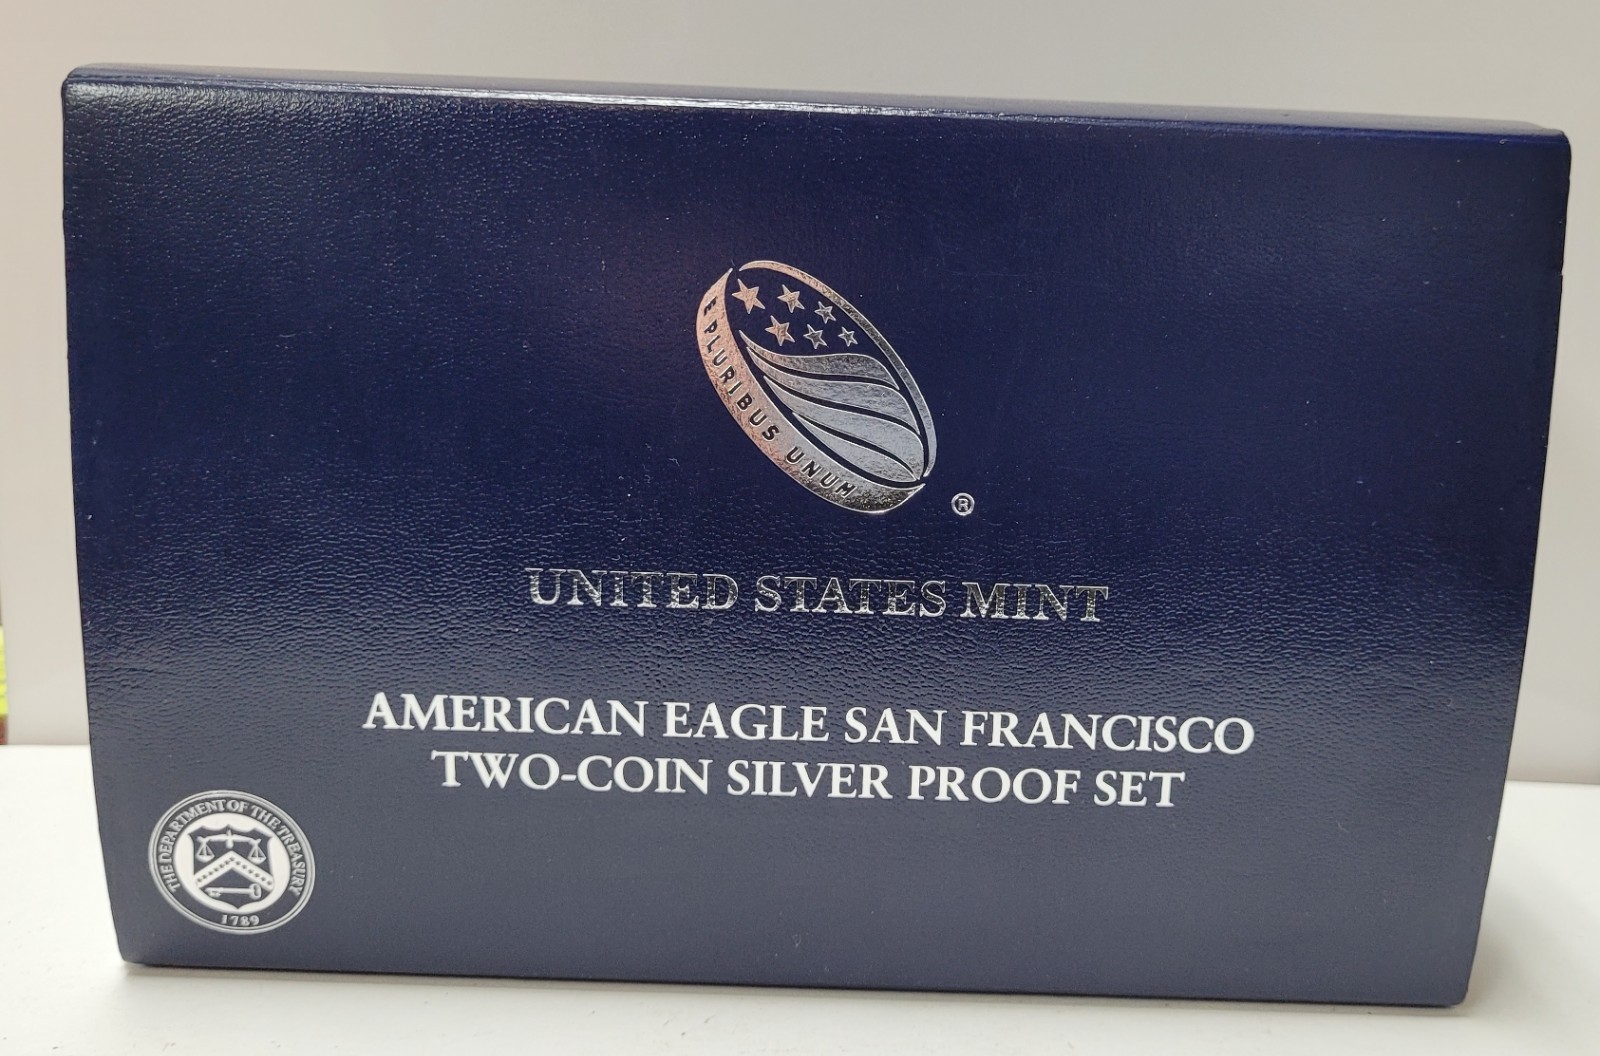 E PLURIBUS UNUM
®
UNITED STATES MINT
AMERICAN EAGLE SAN FRANCISCO
TWO-COIN SILVER PROOF SET
THE DEPARTMENT OF THE TREASURY
1789